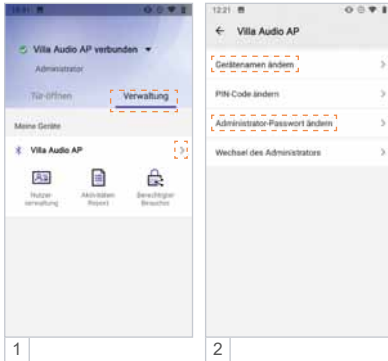 Villa Audio AP verbunden
Administrator
Tür öffnen
Verwaltung
Meine Geräte
Villa Audio AP
Nutzer-
verwaltung
Aktivitäten
Report
Berechtigter
Besucher
1
12:21
Villa Audio AP
Gerätenamen ändern
PIN-Code ändern
Administrator-Passwort ändern
Wechsel des Administrators
2